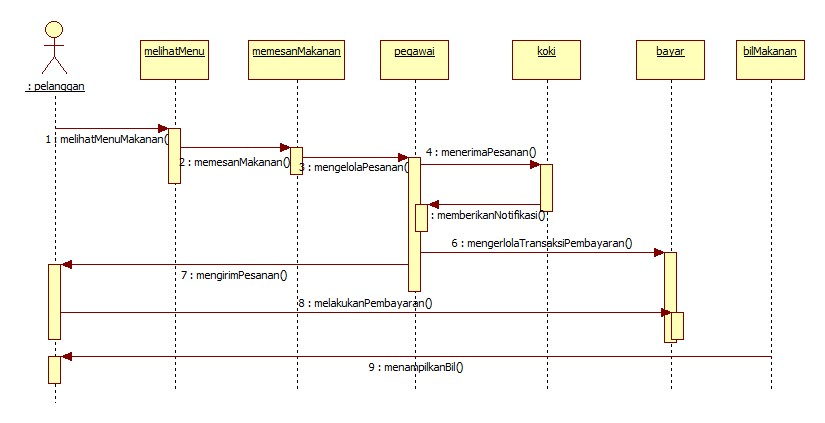 : pelanggan
melihatMenu
memesanMakanan
pegawai
koki
bayar
bilMakanan
1 : melihatMenuMakanan()
2 : memesanMakanan()
3 : mengelolaPesanan()
4 : menerimaPesanan()
: memberikanNotifikasi()
6 : mengerlolaTransaksiPembayaran()
7 : mengirimPesanan()
8 : melakukanPembayaran()
9 : menampilkanBil()